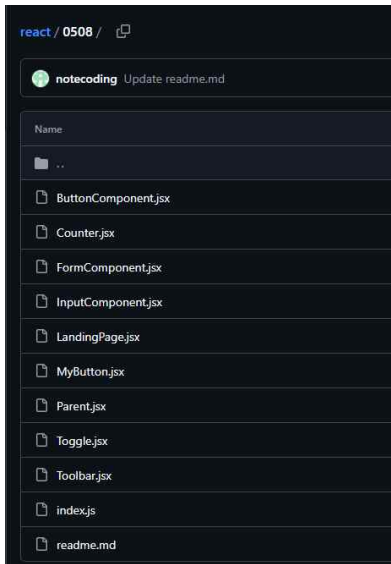 react / 0508 /
notecoding Update readme.md
Name
..
ButtonComponent.jsx
Counter.jsx
FormComponent.jsx
InputComponent.jsx
LandingPage.jsx
MyButton.jsx
Parent.jsx
Toggle.jsx
Toolbar.jsx
index.js
readme.md